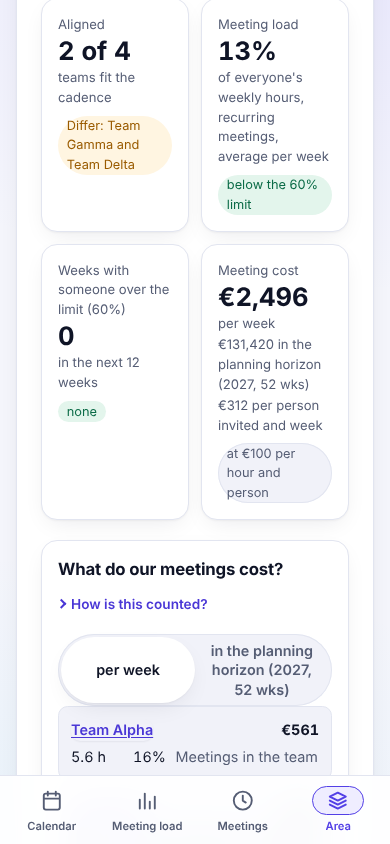 Aligned
2 of 4
teams fit the
cadence
Differ: Team
Gamma and
Team Delta
Meeting load
13%
of everyone's
weekly hours,
recurring
meetings,
average per week
below the 60%
limit
Weeks with
someone over the
limit (60%)
0
in the next 12
weeks
none
Meeting cost
€2,496
per week
€131,420 in the
planning horizon
(2027, 52 wks)
€312 per person
invited and week
at €100 per
hour and
person
What do our meetings cost?
How is this counted?
per week
in the planning
horizon (2027,
52 wks)
Team Alpha €561
5.6 h 16% Meetings in the team
Calendar Meeting load Meetings Area